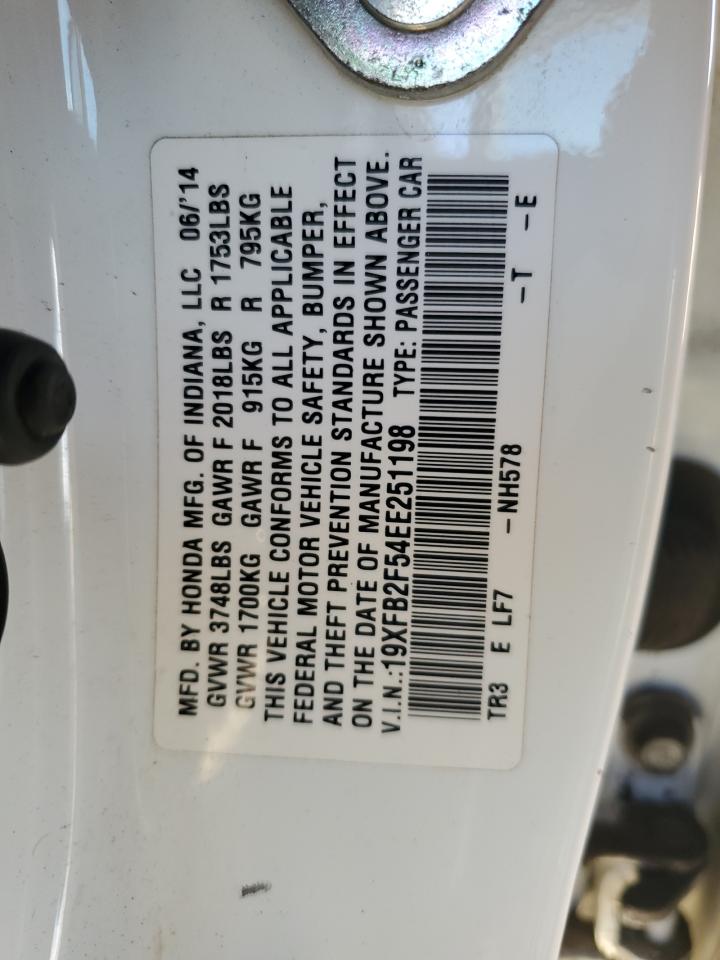 MFD. BY HONDA MFG. OF INDIANA, LLC 06/'14
GVWR 3748LBS GAWR F 2018LBS R 1753LBS
GVWR 1700KG GAWR F 915KG R 795KG
THIS VEHICLE CONFORMS TO ALL APPLICABLE
FEDERAL MOTOR VEHICLE SAFETY, BUMPER,
AND THEFT PREVENTION STANDARDS IN EFFECT
ON THE DATE OF MANUFACTURE SHOWN ABOVE.
V.I.N.:19XFB2F54EE251198 TYPE: PASSENGER CAR
TR3 E LF7 -NH578 -T -E